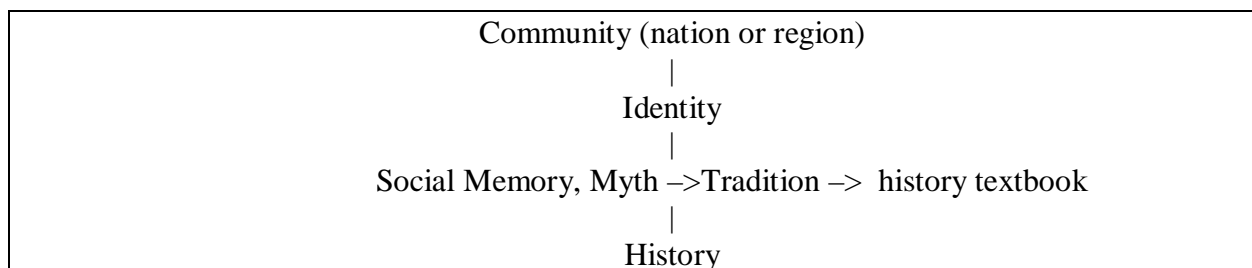 Community (nation or region)
|
Identity
|
Social Memory, Myth –>Tradition –> history textbook
|
History